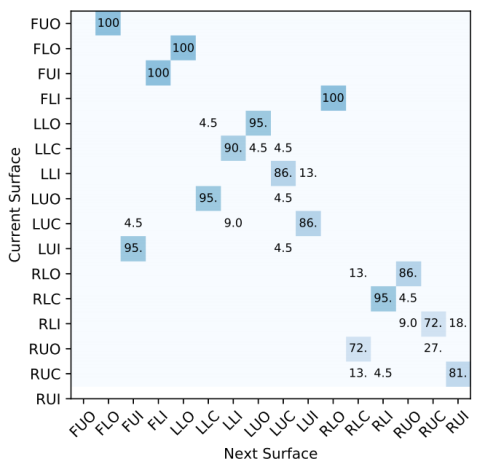 FUO 100
FLO 100
FUI 100
FLI 100
LLO 4.5 95.
LLC 90. 4.5 4.5
LLI 86. 13.
LUO 95. 4.5
LUC 4.5 9.0 86.
LUI 95. 4.5
RLO 13. 86.
RLC 95. 4.5
RLI 9.0 72. 18.
RUO 72. 27.
RUC 13. 4.5 81.
RUI
Current Surface
FUO FLO FUI FLI LLO LLC LLI LUO LUC LUI RLO RLC RLI RUO RUC RUI
Next Surface